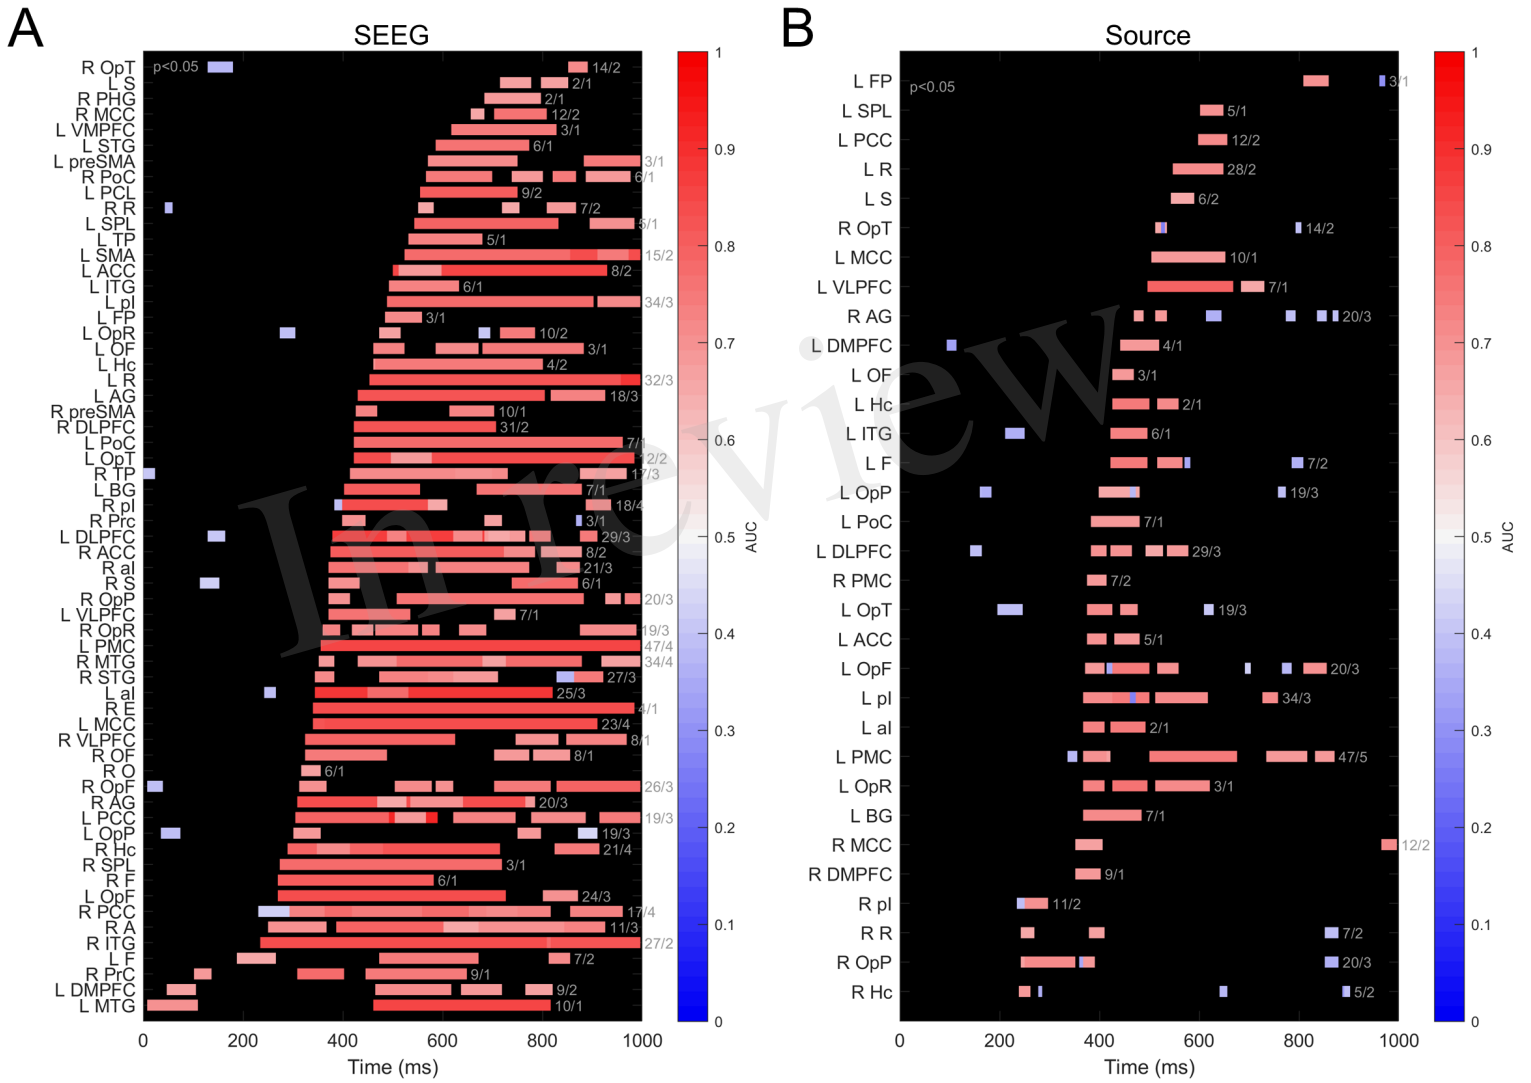 A
SEEG
p<0.05
R OpT 14/2
L S 2/1
R PHG 2/1
R MCC 12/2
L VMPFC 3/1
L STG 6/1
L preSMA 3/1
R PoC 6/1
L PCL 9/2
R R 7/2
L SPL 5/1
L TP 5/1
L SMA 15/2
L ACC 8/2
L ITG 6/1
L pI 34/3
L FP 3/1
L OpR 10/2
L OF 3/1
L Hc 4/2
L R 32/3
L AG 18/3
R preSMA 10/1
R DLPFC 31/2
L PoC 7/1
L OpT 12/2
R TP 17/3
L BG 7/1
R pI 18/4
R Prc 3/1
L DLPFC 29/3
R ACC 8/2
R aI 21/3
R S 6/1
R OpP 20/3
L VLPFC 7/1
R OpR 19/3
L PMC 47/4
R MTG 34/4
R STG 27/3
L aI 25/3
R E 4/1
L MCC 23/4
R VLPFC 8/1
R OF 8/1
R O 6/1
R OpF 26/3
R AG 20/3
L PCC 19/3
L OpP 19/3
R Hc 21/4
R SPL 3/1
R F 6/1
L OpF 24/3
R PCC 17/4
R A 11/3
R ITG 27/2
L F 7/2
R PrC 9/1
L DMPFC 9/2
L MTG 10/1
0 200 400 600 800 1000
Time (ms)
1
0.9
0.8
0.7
0.6
0.5
0.4
0.3
0.2
0.1
0
AUC
B
Source
p<0.05
L FP 3/1
L SPL 5/1
L PCC 12/2
L R 28/2
L S 6/2
R OpT 14/2
L MCC 10/1
L VLPFC 7/1
R AG 20/3
L DMPFC 4/1
L OF 3/1
L Hc 2/1
L ITG 6/1
L F 7/2
L OpP 19/3
L PoC 7/1
L DLPFC 29/3
R PMC 7/2
L OpT 19/3
L ACC 5/1
L OpF 20/3
L pI 34/3
L aI 2/1
L PMC 47/5
L OpR 3/1
L BG 7/1
R MCC 12/2
R DMPFC 9/1
R pI 11/2
R R 7/2
R OpP 20/3
R Hc 5/2
0 200 400 600 800 1000
Time (ms)
1
0.9
0.8
0.7
0.6
0.5
0.4
0.3
0.2
0.1
0
AUC
In review